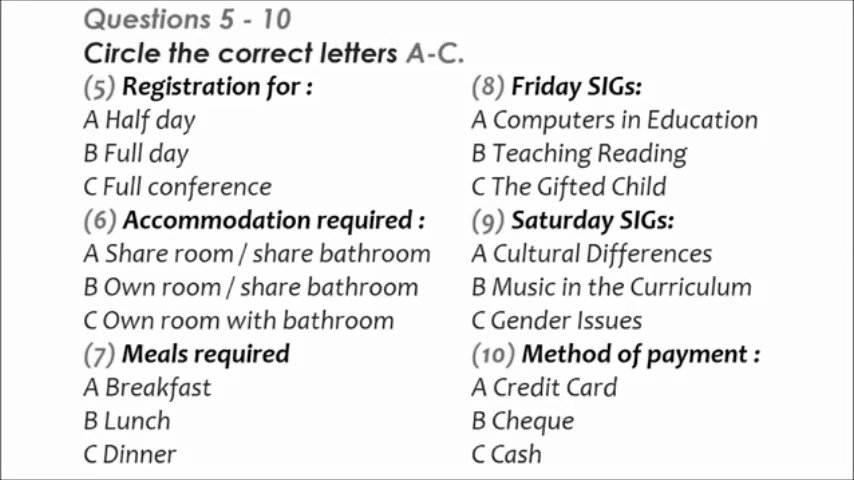 Questions 5 - 10
Circle the correct letters A-C.
(5) Registration for :
A Half day
B Full day
C Full conference
(6) Accommodation required :
A Share room / share bathroom
B Own room / share bathroom
C Own room with bathroom
(7) Meals required
A Breakfast
B Lunch
C Dinner
(8) Friday SIGs:
A Computers in Education
B Teaching Reading
C The Gifted Child
(9) Saturday SIGs:
A Cultural Differences
B Music in the Curriculum
C Gender Issues
(10) Method of payment :
A Credit Card
B Cheque
C Cash